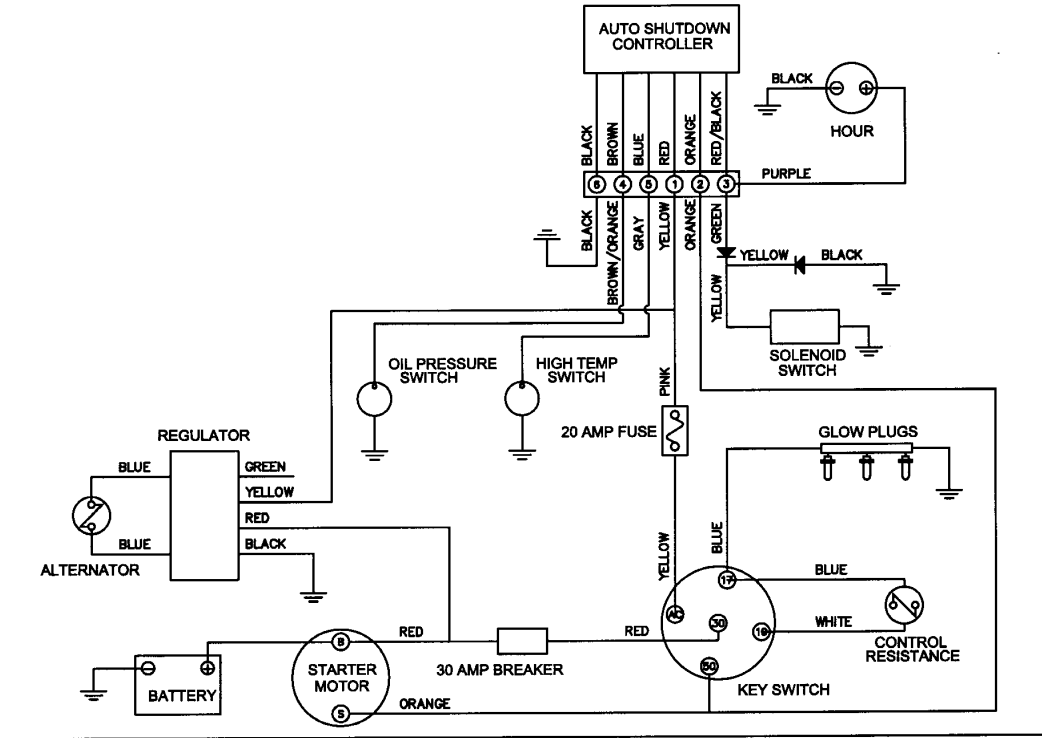 AUTO SHUTDOWN
CONTROLLER
BLACK
BROWN
BLUE
RED
ORANGE
RED/BLACK
BLACK
HOUR
6
4
5
1
2
3
PURPLE
BLACK
BROWN/ORANGE
GRAY
YELLOW
ORANGE
GREEN
YELLOW
BLACK
YELLOW
SOLENOID
SWITCH
OIL PRESSURE
SWITCH
HIGH TEMP
SWITCH
PINK
20 AMP FUSE
GLOW PLUGS
REGULATOR
BLUE
GREEN
YELLOW
RED
BLACK
BLUE
ALTERNATOR
YELLOW
BLUE
17
BLUE
AC
30
19
WHITE
CONTROL
RESISTANCE
50
KEY SWITCH
B
RED
30 AMP BREAKER
RED
STARTER
MOTOR
BATTERY
S
ORANGE